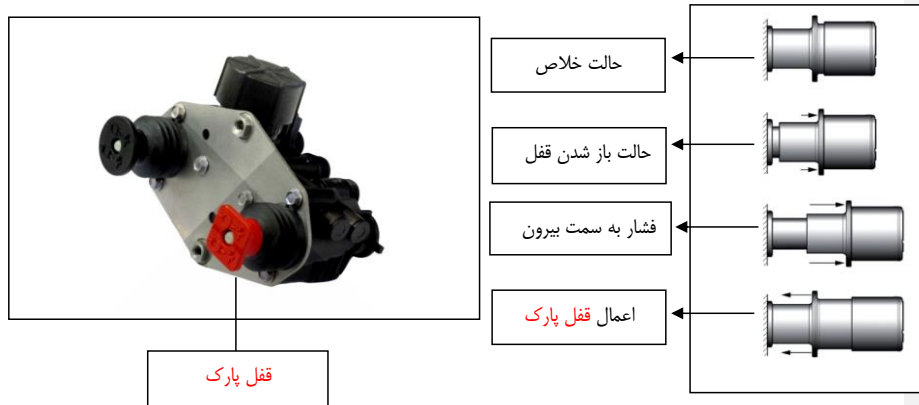 حالت خلاص
حالت باز شدن قفل
فشار به سمت بیرون
اعمال قفل پارک
قفل پارک